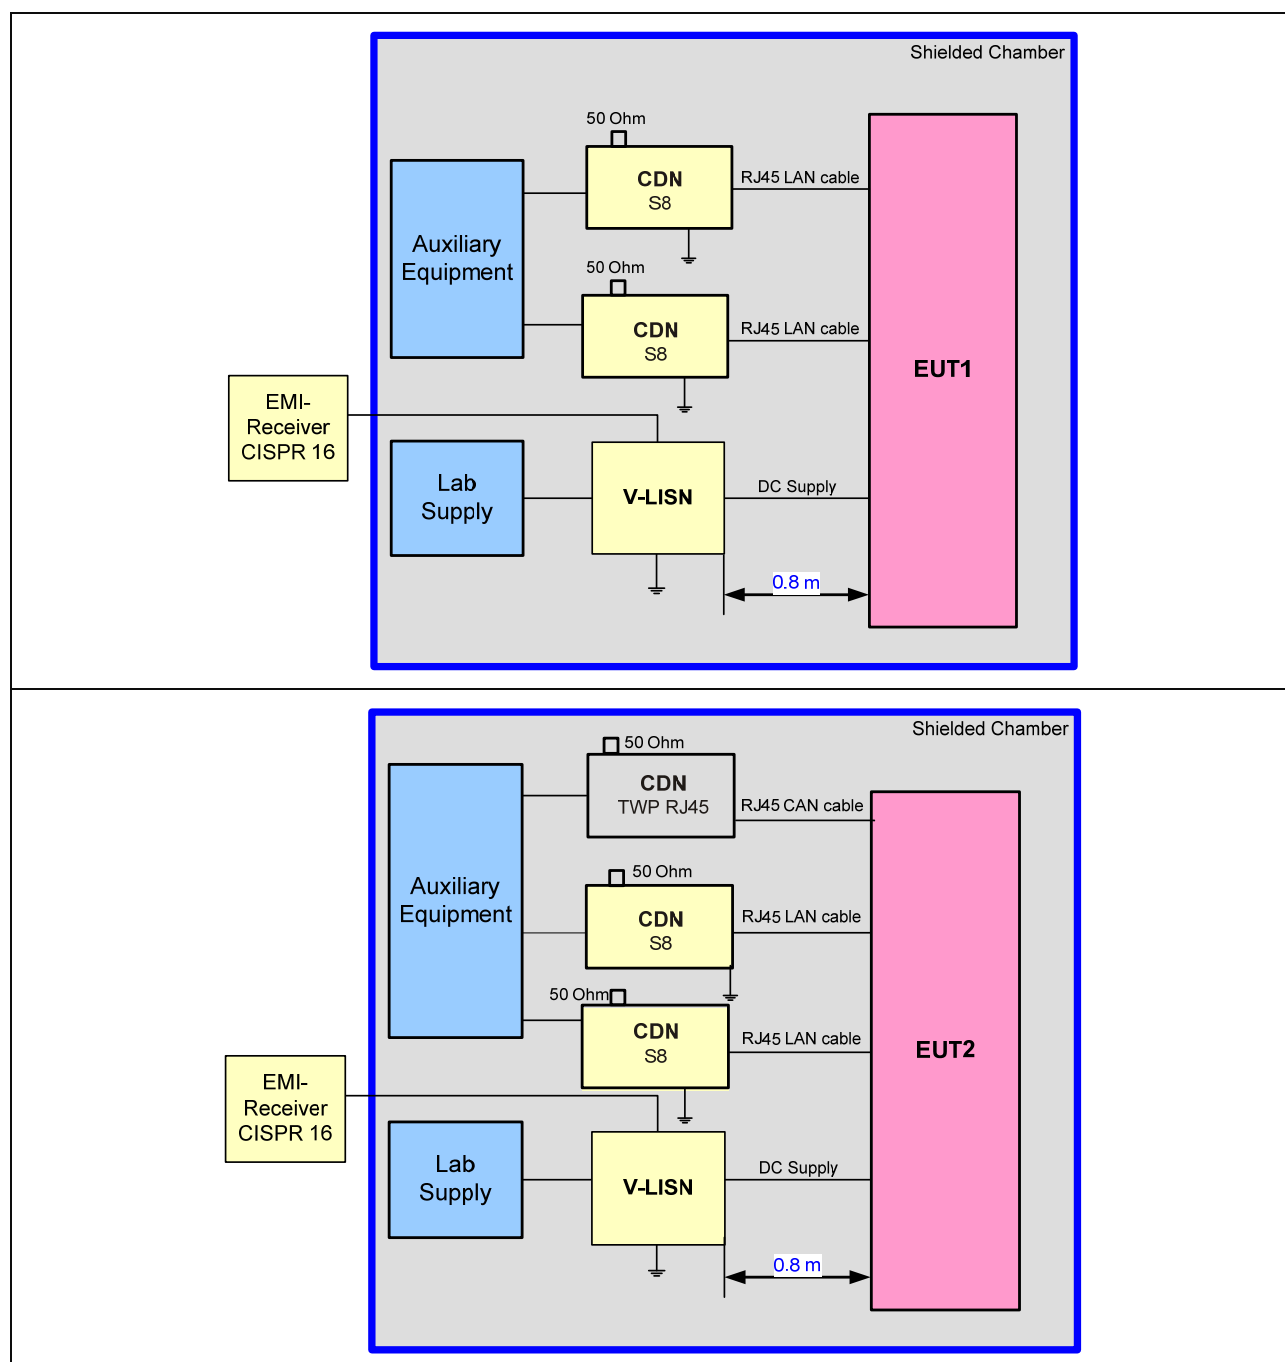 Shielded Chamber
50 Ohm
CDN
S8
RJ45 LAN cable
Auxiliary
Equipment
50 Ohm
CDN
S8
RJ45 LAN cable
EUT1
EMI-
Receiver
CISPR 16
Lab
Supply
V-LISN
DC Supply
0.8 m
Shielded Chamber
50 Ohm
CDN
TWP RJ45
RJ45 CAN cable
Auxiliary
Equipment
50 Ohm
CDN
S8
RJ45 LAN cable
50 Ohm
CDN
S8
RJ45 LAN cable
EUT2
EMI-
Receiver
CISPR 16
Lab
Supply
V-LISN
DC Supply
0.8 m